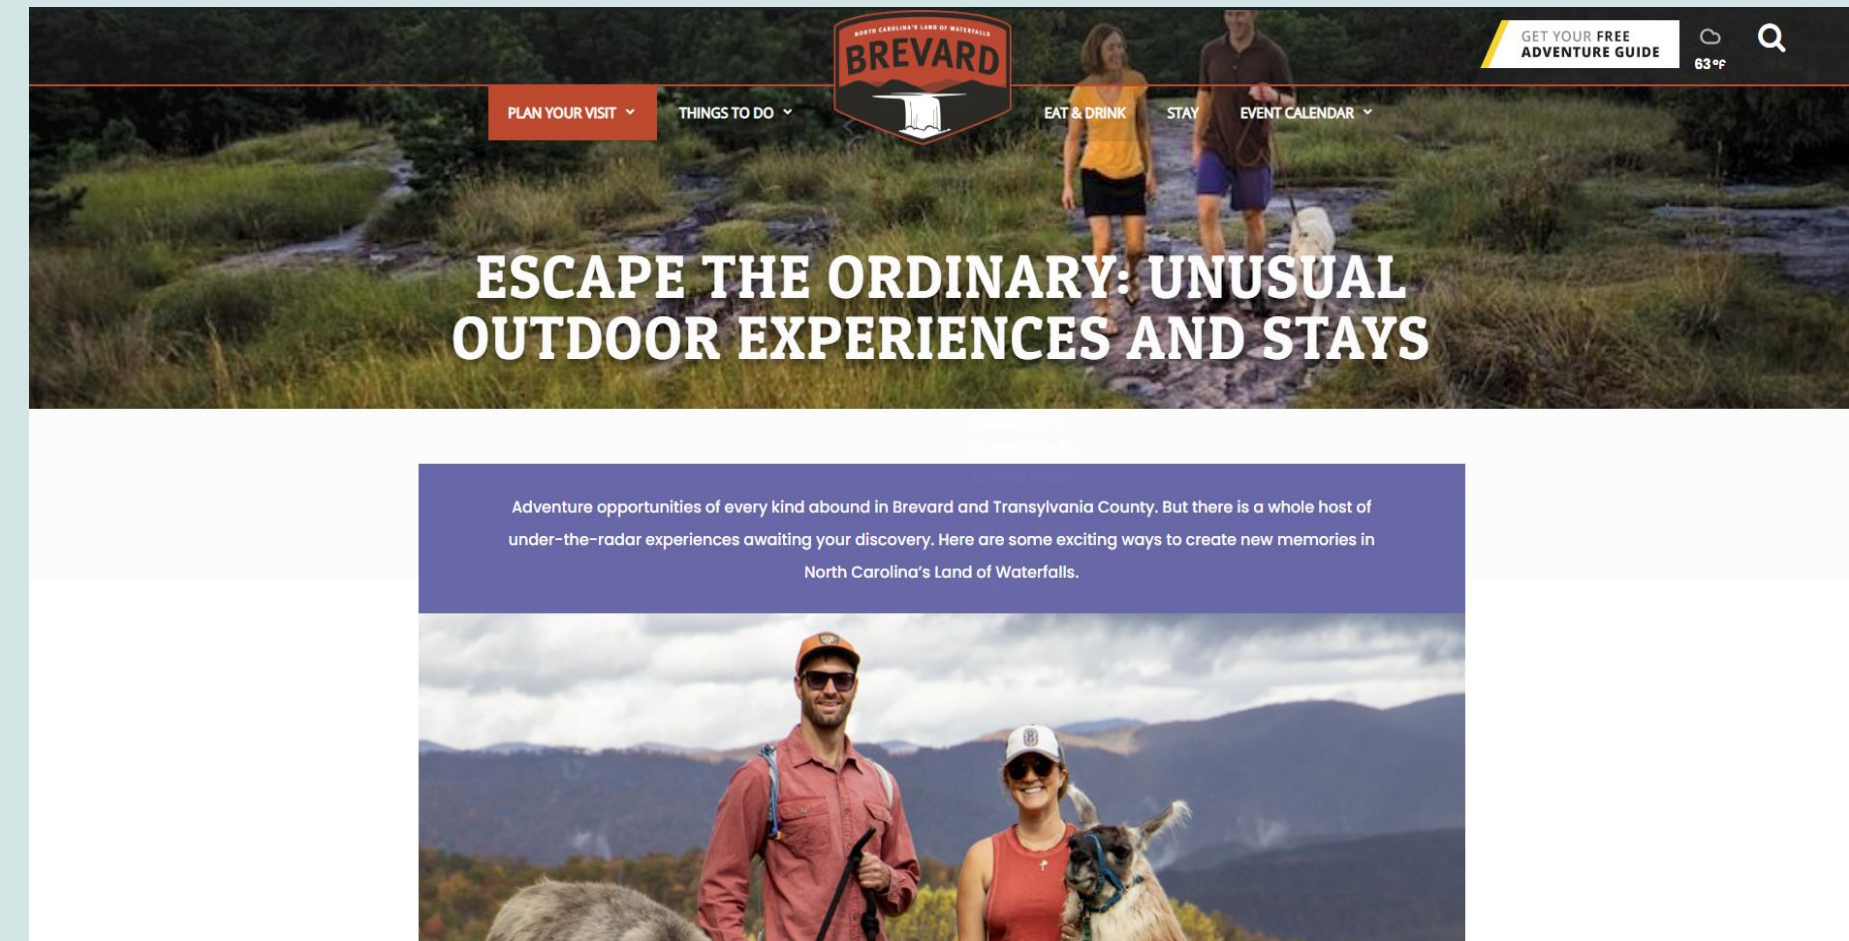 NORTH CAROLINA'S LAND OF WATERFALLS
BREVARD
GET YOUR FREE
ADVENTURE GUIDE
63°F
PLAN YOUR VISIT
THINGS TO DO
EAT & DRINK
STAY
EVENT CALENDAR
ESCAPE THE ORDINARY: UNUSUAL
OUTDOOR EXPERIENCES AND STAYS
Adventure opportunities of every kind abound in Brevard and Transylvania County. But there is a whole host of
under-the-radar experiences awaiting your discovery. Here are some exciting ways to create new memories in
North Carolina's Land of Waterfalls.